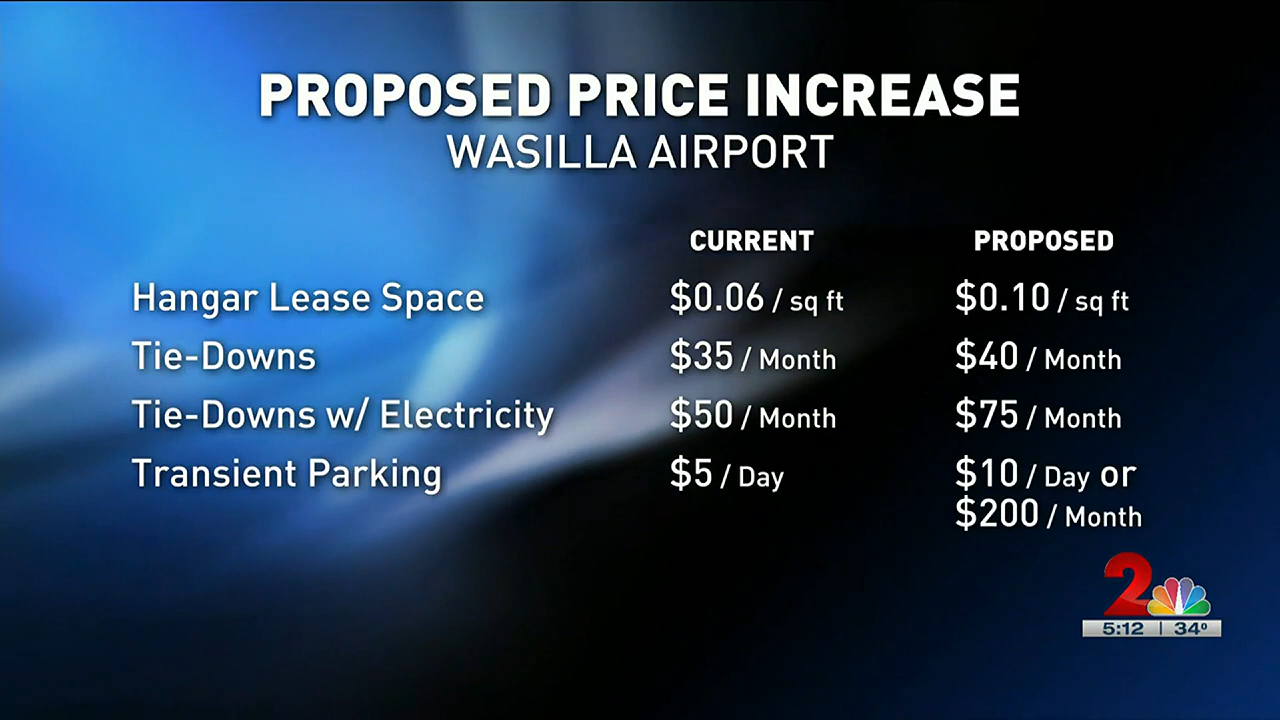 PROPOSED PRICE INCREASE
WASILLA AIRPORT
CURRENT PROPOSED
Hangar Lease Space $0.06 / sq ft $0.10 / sq ft
Tie-Downs $35 / Month $40 / Month
Tie-Downs w/ Electricity $50 / Month $75 / Month
Transient Parking $5 / Day $10 / Day or
$200 / Month
2
5:12 | 34°